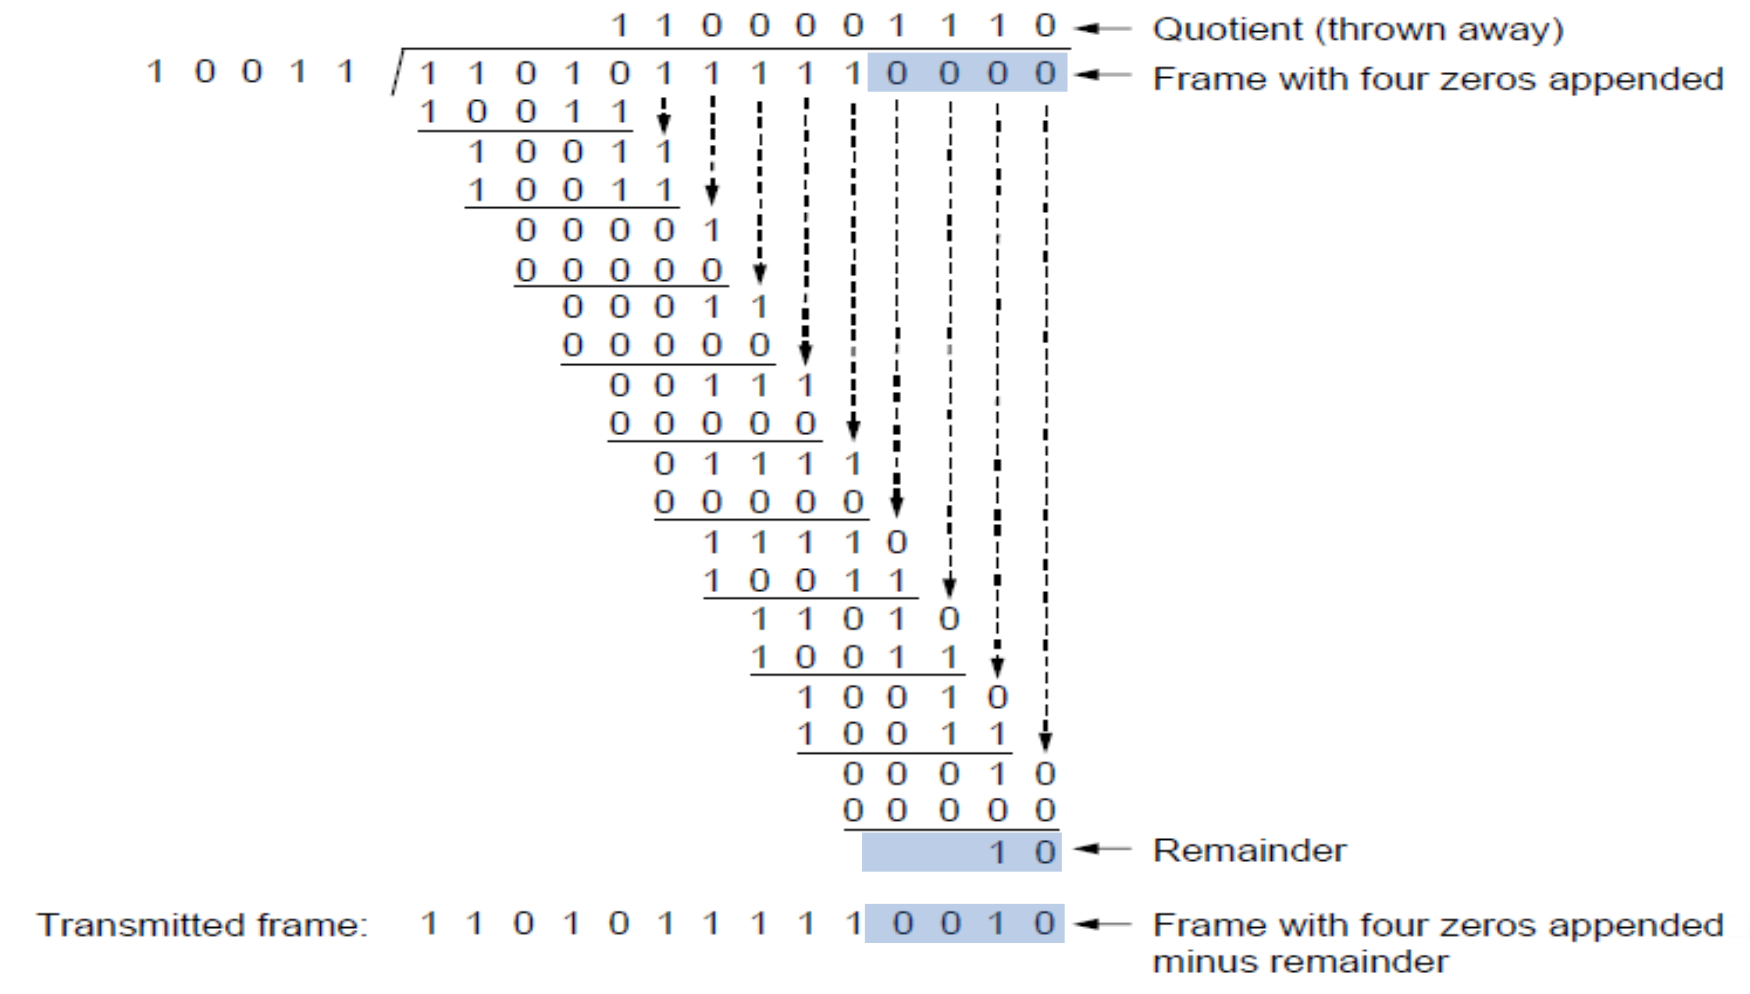 1 1 0 0 0 0 1 1 1 0 Quotient (thrown away)
1 0 0 1 1 1 1 0 1 0 1 1 1 1 1 0 0 0 0 Frame with four zeros appended
1 0 0 1 1
1 0 0 1 1
1 0 0 1 1
0 0 0 0 1
0 0 0 0 0
0 0 0 1 1
0 0 0 0 0
0 0 1 1 1
0 0 0 0 0
0 1 1 1 1
0 0 0 0 0
1 1 1 1 0
1 0 0 1 1
1 1 0 1 0
1 0 0 1 1
1 0 0 1 0
1 0 0 1 1
0 0 0 1 0
0 0 0 0 0
1 0 Remainder
Transmitted frame: 1 1 0 1 0 1 1 1 1 1 0 0 1 0 Frame with four zeros appended
minus remainder